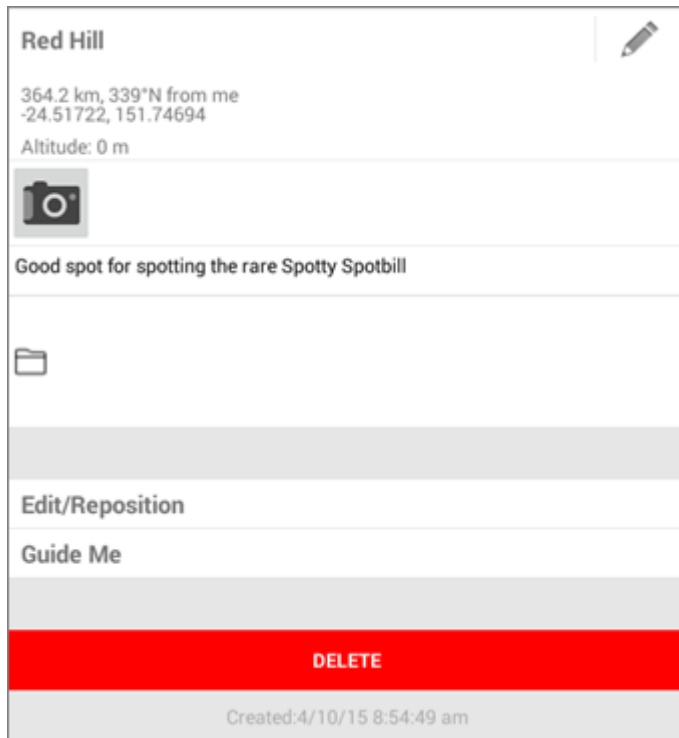 Red Hill
364.2 km, 339°N from me
-24.51722, 151.74694
Altitude: 0 m
Good spot for spotting the rare Spotty Spotbill
Edit/Reposition
Guide Me
DELETE
Created:4/10/15 8:54:49 am